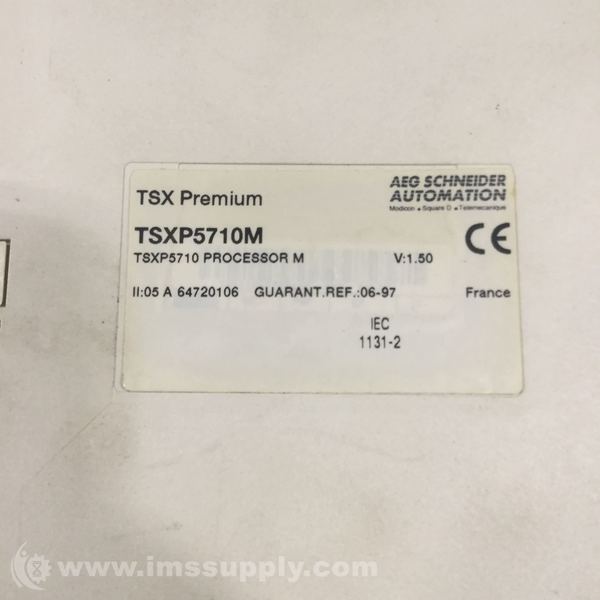 TSX Premium
AEG SCHNEIDER
AUTOMATION
Modicon ▪ Square D ▪ Telemecanique
TSXP5710M
CE
TSXP5710 PROCESSOR M V:1.50
II:05 A 64720106 GUARANT.REF.:06-97 France
IEC
1131-2
www.imssupply.com